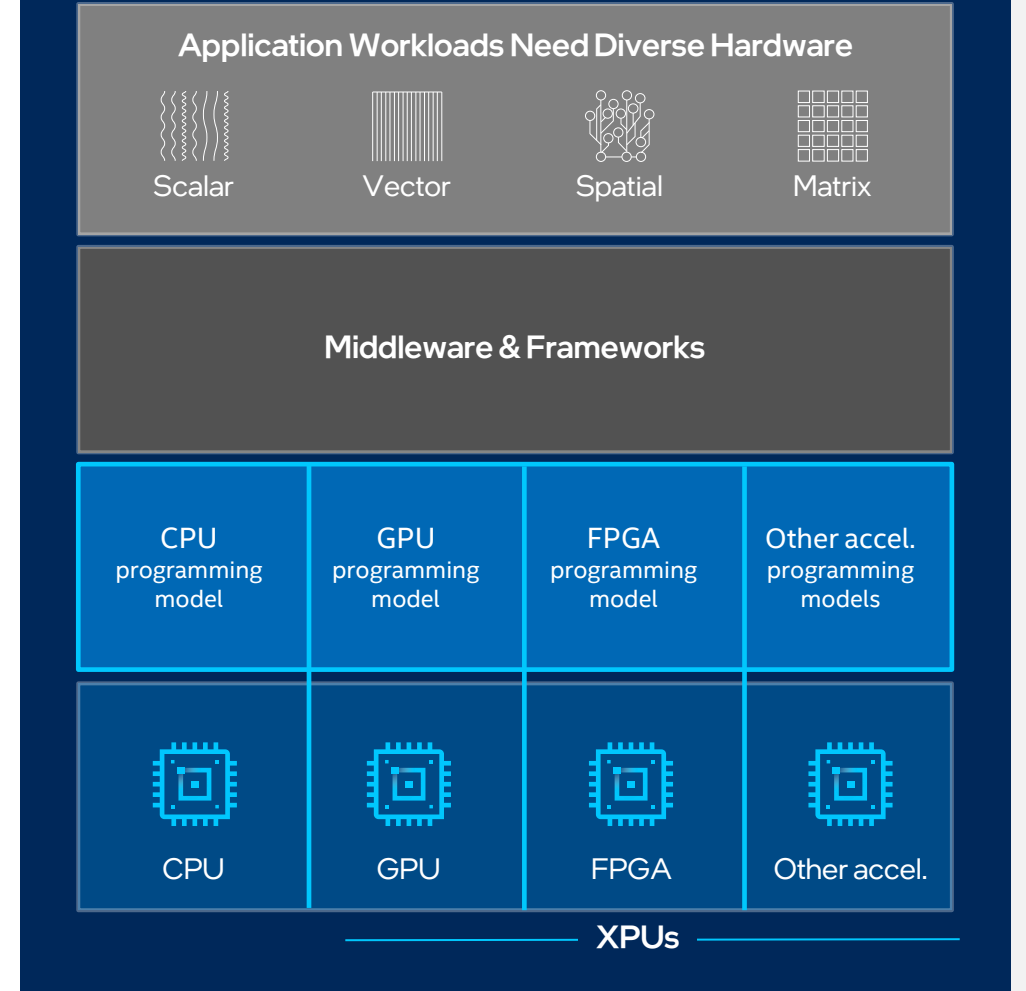 Application Workloads Need Diverse Hardware
Scalar
Vector
Spatial
Matrix
Middleware & Frameworks
CPU
programming
model
GPU
programming
model
FPGA
programming
model
Other accel.
programming
models
CPU
GPU
FPGA
Other accel.
XPUs